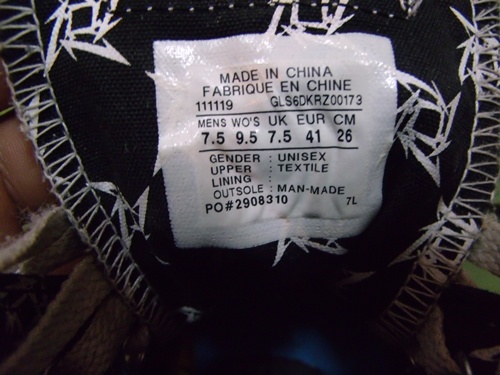 MADE IN CHINA
FABRIQUE EN CHINE
111119 GLS6DKRZ00173
MENS WO'S UK EUR CM
7.5 9.5 7.5 41 26
GENDER : UNISEX
UPPER : TEXTILE
LINING :
OUTSOLE : MAN-MADE
PO#2908310 7L